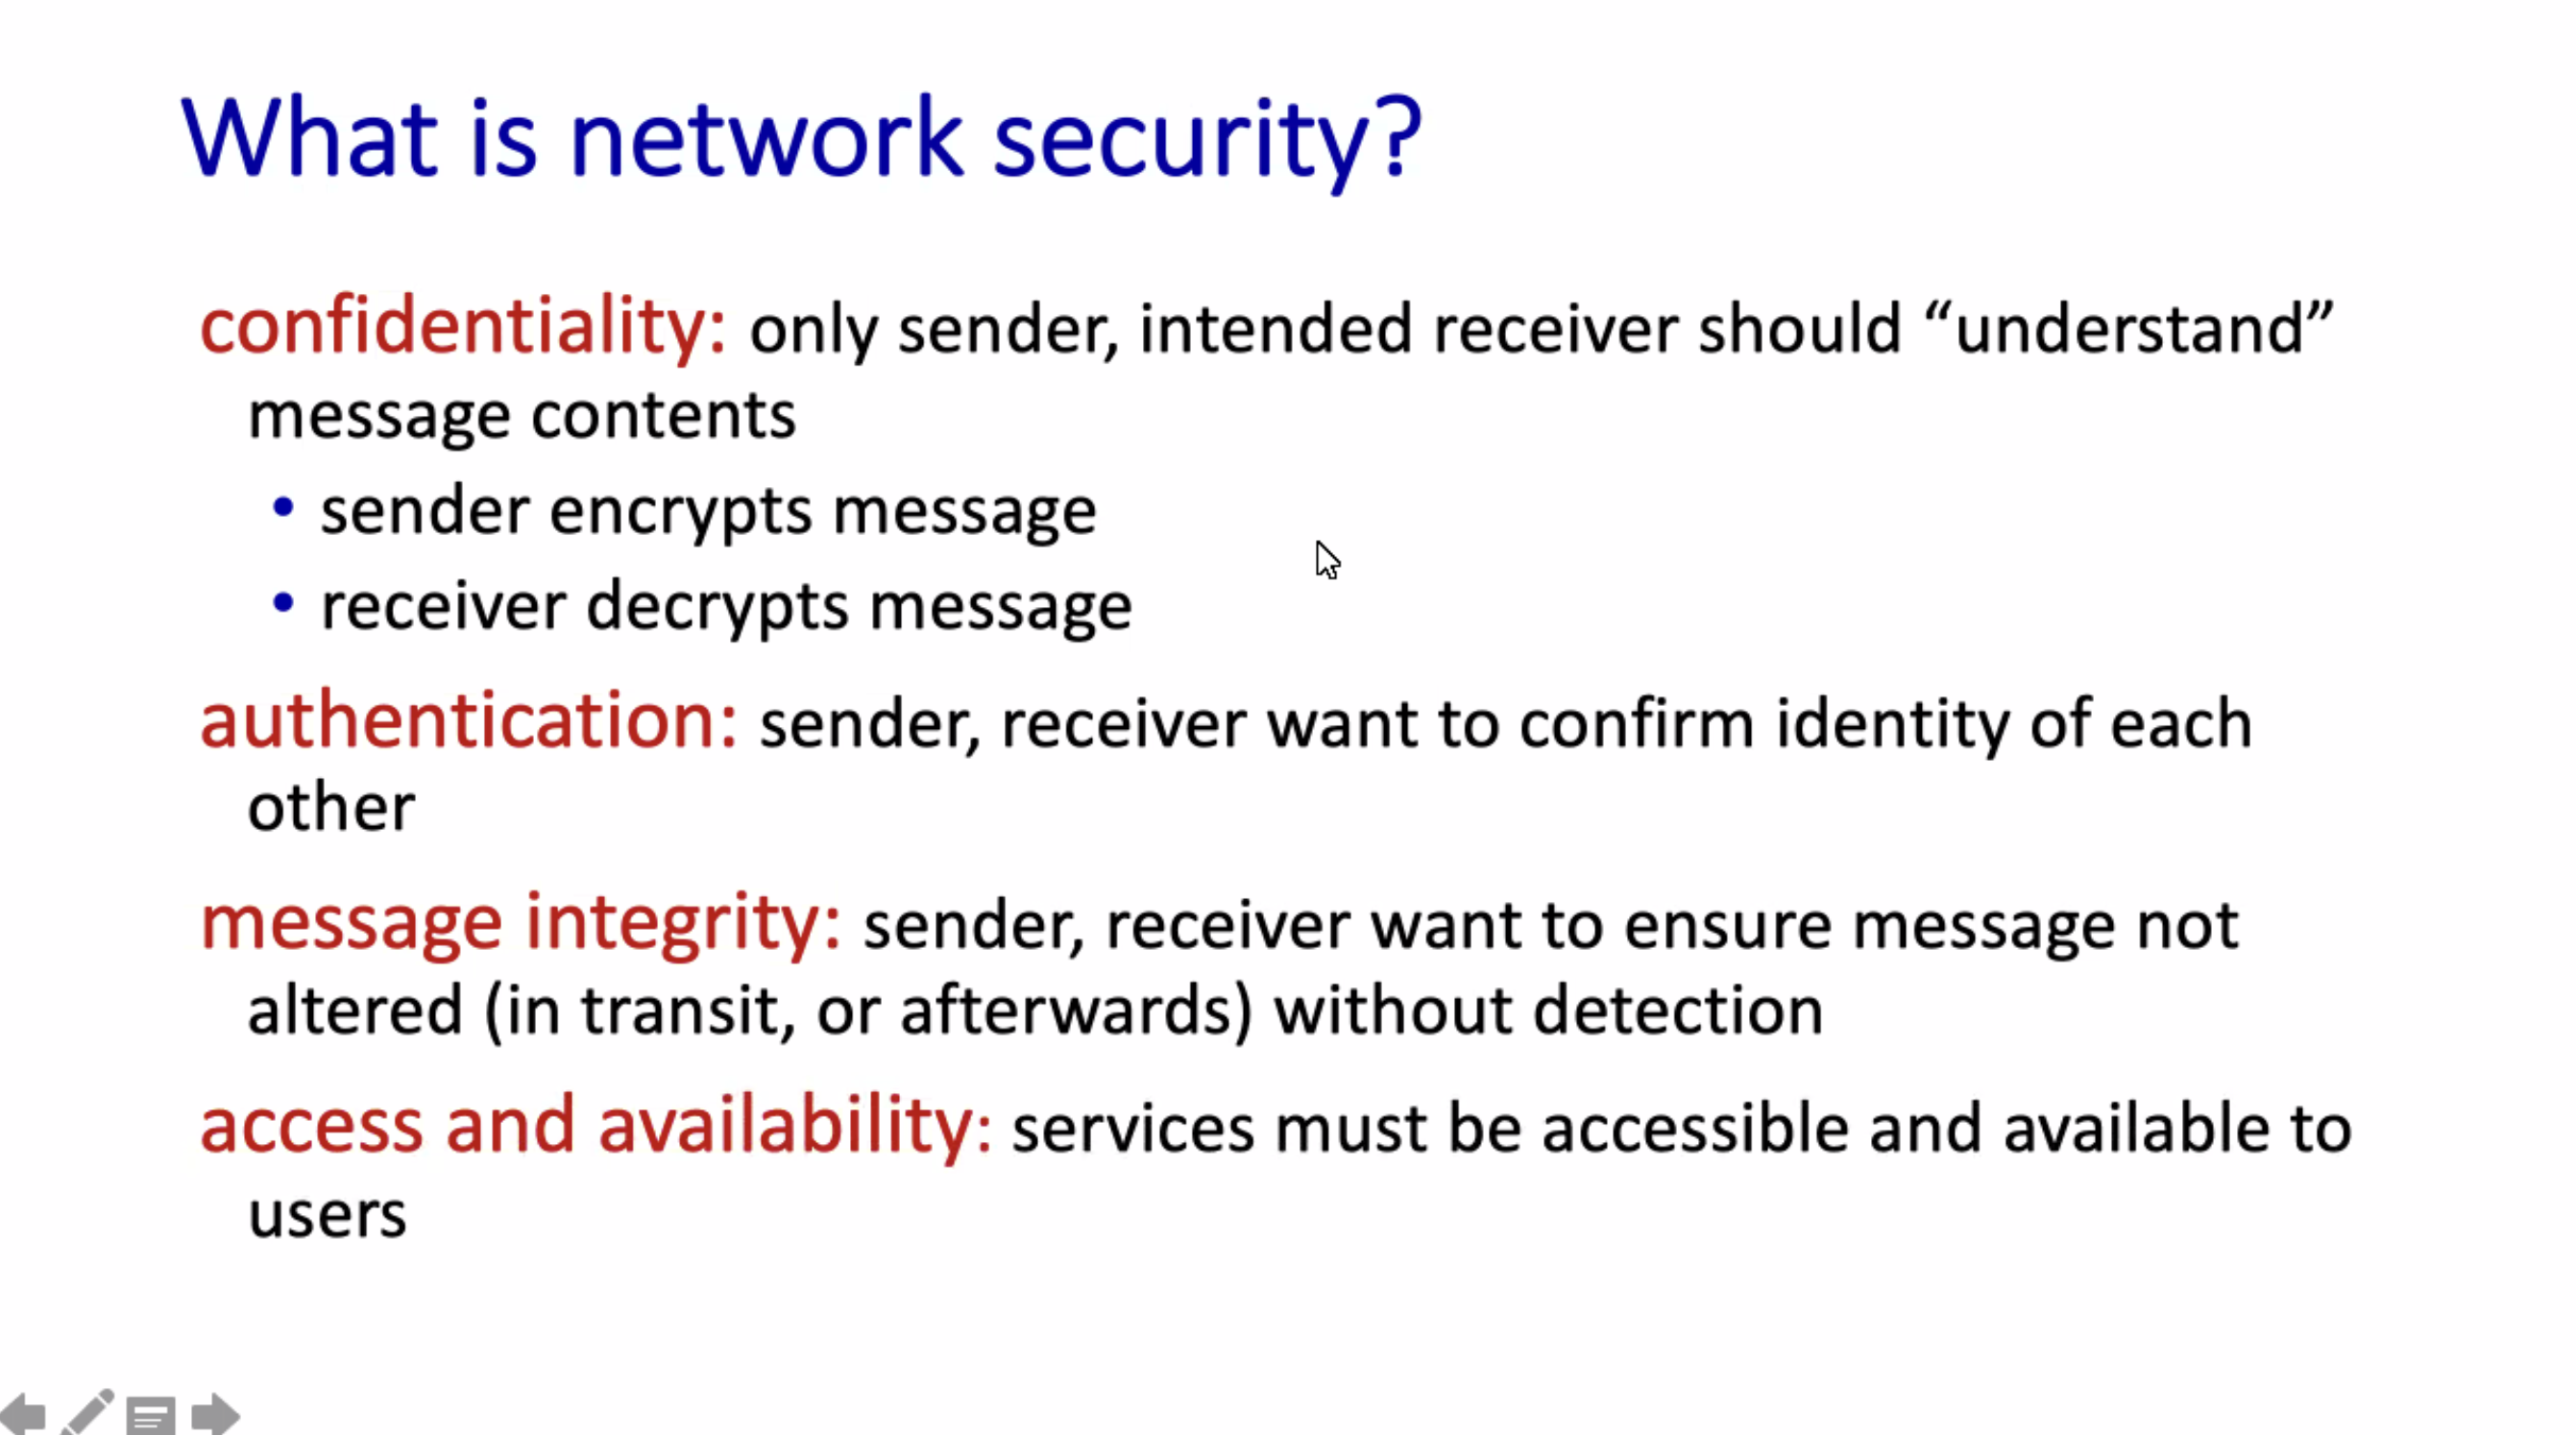 What is network security?
confidentiality: only sender, intended receiver should “understand”
message contents
• sender encrypts message
• receiver decrypts message
authentication: sender, receiver want to confirm identity of each
other
message integrity: sender, receiver want to ensure message not
altered (in transit, or afterwards) without detection
access and availability: services must be accessible and available to
users